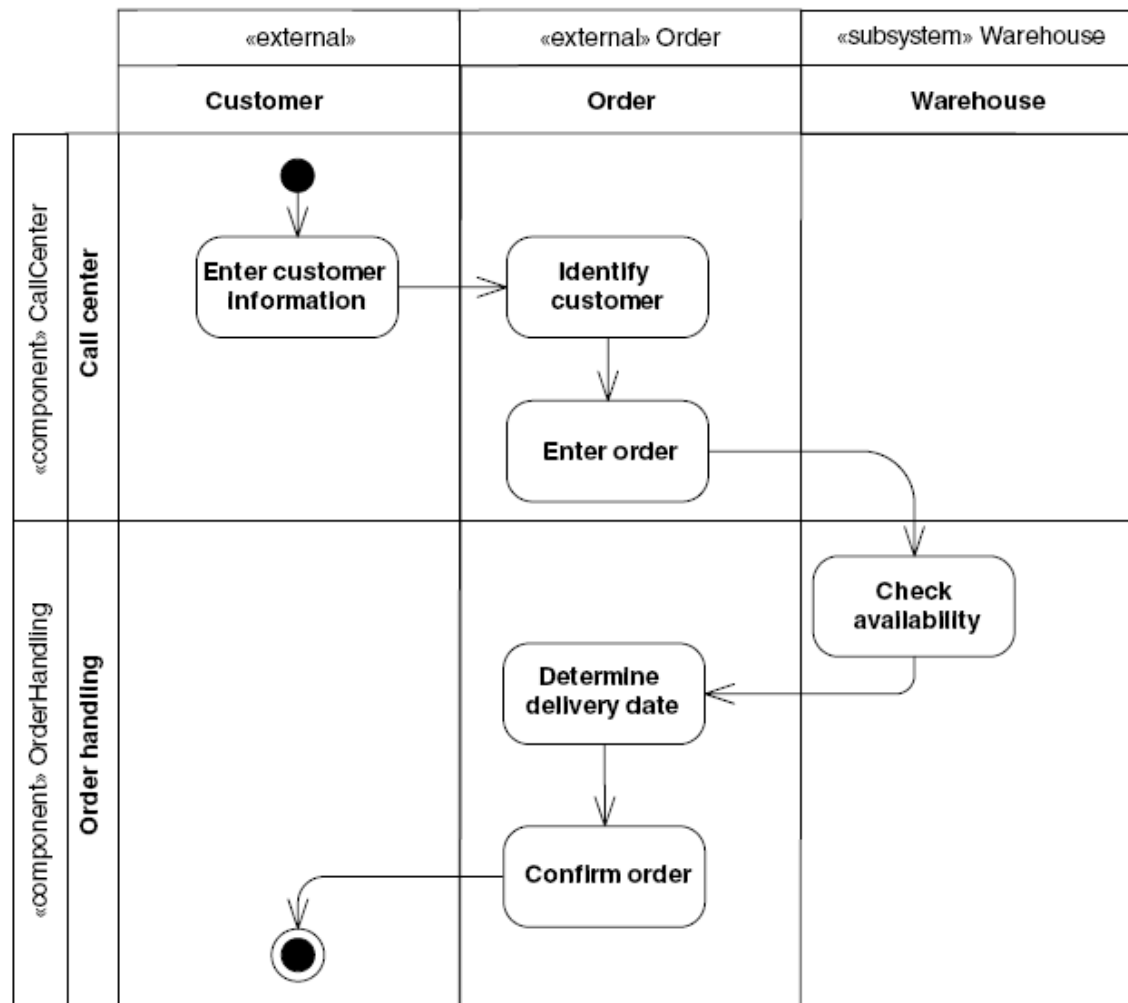 «external»
«external» Order
«subsystem» Warehouse
Customer
Order
Warehouse
«component» CallCenter
Call center
Enter customer
information
Identify
customer
Enter order
«component» OrderHandling
Order handling
Check
availability
Determine
delivery date
Confirm order